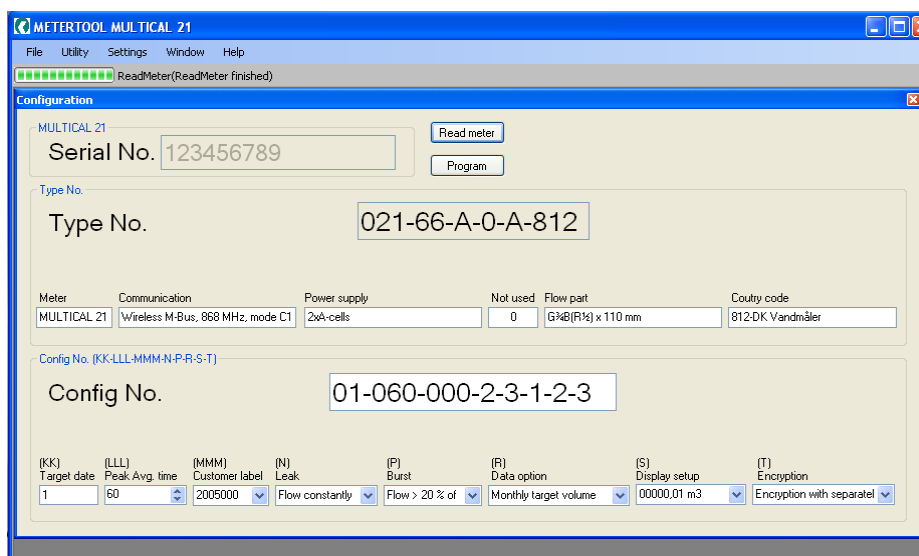 METERTOOL MULTICAL 21
File Utility Settings Window Help
ReadMeter(ReadMeter finished)
Configuration
MULTICAL 21
Serial No. 123456789
Read meter
Program
Type No.
Type No. 021-66-A-0-A-812
Meter Communication Power supply Not used Flow part Coutry code
MULTICAL 21 Wireless M-Bus, 868 MHz, mode C1 2xA-cells 0 G¾B(R½) x 110 mm 812-DK Vandmåler
Config No. (KK-LLL-MMM-N-P-R-S-T)
Config No. 01-060-000-2-3-1-2-3
(KK) (LLL) (MMM) (N) (P) (R) (S) (T)
Target date Peak Avg. time Customer label Leak Burst Data option Display setup Encryption
1 60 2005000 Flow constantly Flow > 20 % of Monthly target volume 00000,01 m3 Encryption with separatel